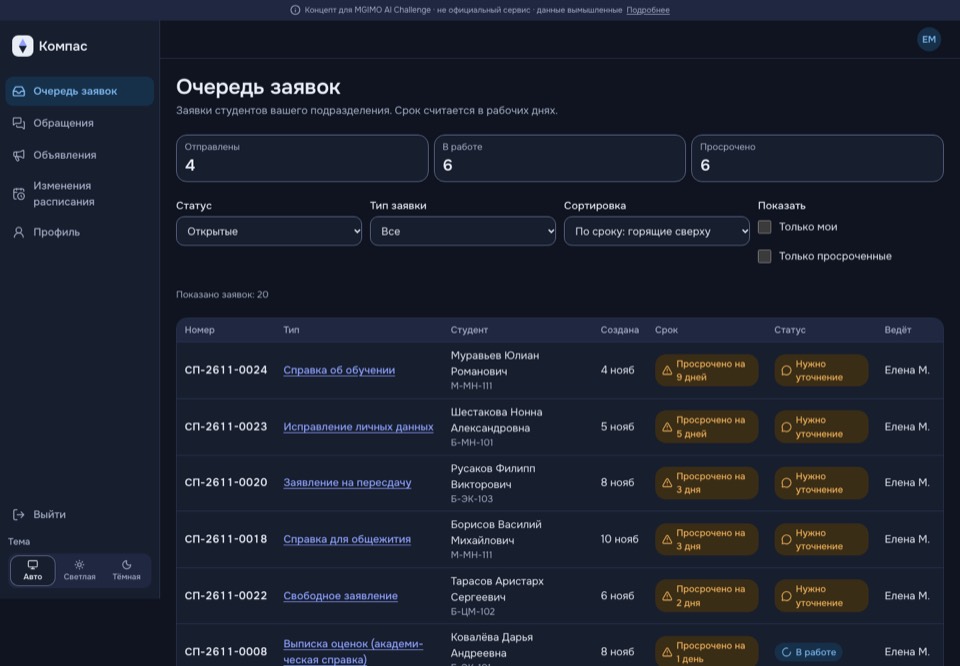 Концепт для MGIMO AI Challenge · не официальный сервис · данные вымышленные Подробнее
Компас
EM
Очередь заявок
Обращения
Объявления
Изменения
расписания
Профиль
Выйти
Тема
Авто Светлая Тёмная
Очередь заявок
Заявки студентов вашего подразделения. Срок считается в рабочих днях.
Отправлены
4
В работе
6
Просрочено
6
Статус
Открытые
Тип заявки
Все
Сортировка
По сроку: горящие сверху
Показать
Только мои
Только просроченные
Показано заявок: 20
Номер Тип Студент Создана Срок Статус Ведёт
СП-2611-0024 Справка об обучении Муравьев Юлиан
Романович
М-МН-111
4 нояб Просрочено на
9 дней
Нужно
уточнение
Елена М.
СП-2611-0023 Исправление личных данных Шестакова Нонна
Александровна
Б-МН-101
5 нояб Просрочено на
5 дней
Нужно
уточнение
Елена М.
СП-2611-0020 Заявление на пересдачу Русаков Филипп
Викторович
Б-ЭК-103
8 нояб Просрочено на
3 дня
Нужно
уточнение
Елена М.
СП-2611-0018 Справка для общежития Борисов Василий
Михайлович
М-МН-111
10 нояб Просрочено на
3 дня
Нужно
уточнение
Елена М.
СП-2611-0022 Свободное заявление Тарасов Аристарх
Сергеевич
Б-ЦМ-102
6 нояб Просрочено на
2 дня
Нужно
уточнение
Елена М.
СП-2611-0008 Выписка оценок (академи-
ческая справка)
Ковалёва Дарья
Андреевна
8 нояб Просрочено на
1 день
В работе
Елена М.